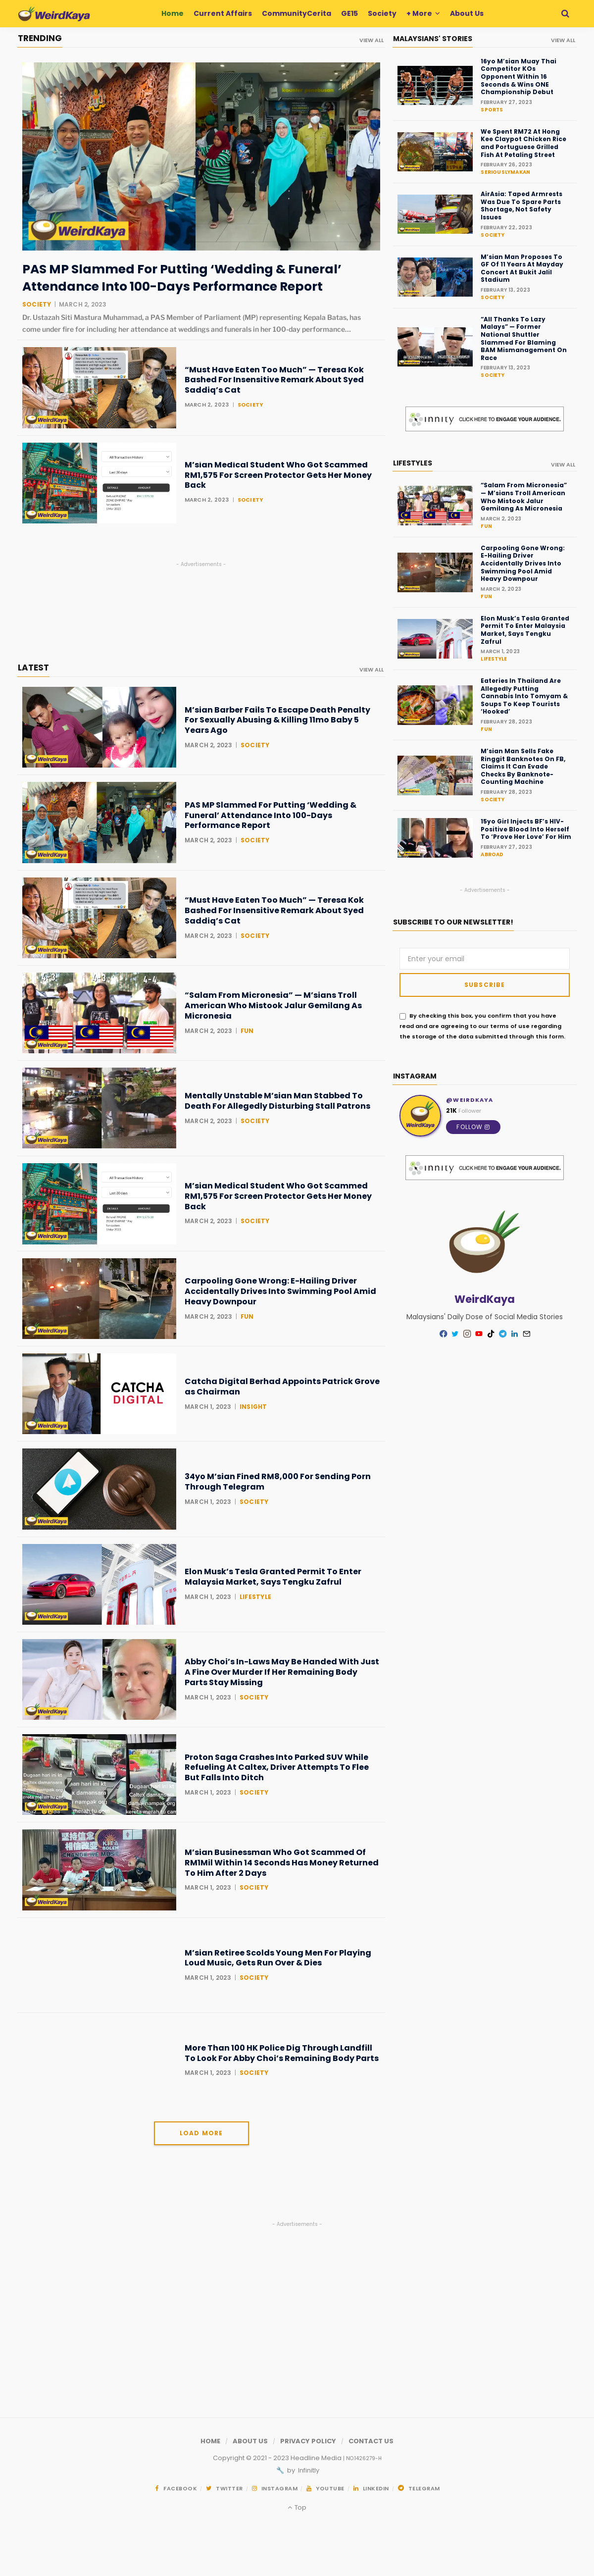 WeirdKaya
Home Current Affairs CommunityCerita GE15 Society + More About Us
TRENDING
VIEW ALL
WeirdKaya
PAS MP Slammed For Putting ‘Wedding & Funeral’
Attendance Into 100-Days Performance Report
SOCIETY | MARCH 2, 2023
Dr. Ustazah Siti Mastura Muhammad, a PAS Member of Parliament (MP) representing Kepala Batas, has
come under fire for including her attendance at weddings and funerals in her 100-day performance...
WeirdKaya
“Must Have Eaten Too Much” — Teresa Kok
Bashed For Insensitive Remark About Syed
Saddiq’s Cat
MARCH 2, 2023 | SOCIETY
WeirdKaya
M’sian Medical Student Who Got Scammed
RM1,575 For Screen Protector Gets Her Money
Back
MARCH 2, 2023 | SOCIETY
- Advertisements -
LATEST
VIEW ALL
WeirdKaya
M’sian Barber Fails To Escape Death Penalty
For Sexually Abusing & Killing 11mo Baby 5
Years Ago
MARCH 2, 2023 | SOCIETY
WeirdKaya
PAS MP Slammed For Putting ‘Wedding &
Funeral’ Attendance Into 100-Days
Performance Report
MARCH 2, 2023 | SOCIETY
WeirdKaya
“Must Have Eaten Too Much” — Teresa Kok
Bashed For Insensitive Remark About Syed
Saddiq’s Cat
MARCH 2, 2023 | SOCIETY
WeirdKaya
“Salam From Micronesia” — M’sians Troll
American Who Mistook Jalur Gemilang As
Micronesia
MARCH 2, 2023 | FUN
WeirdKaya
Mentally Unstable M’sian Man Stabbed To
Death For Allegedly Disturbing Stall Patrons
MARCH 2, 2023 | SOCIETY
WeirdKaya
M’sian Medical Student Who Got Scammed
RM1,575 For Screen Protector Gets Her Money
Back
MARCH 2, 2023 | SOCIETY
WeirdKaya
Carpooling Gone Wrong: E-Hailing Driver
Accidentally Drives Into Swimming Pool Amid
Heavy Downpour
MARCH 2, 2023 | FUN
CATCHA
DIGITAL
WeirdKaya
Catcha Digital Berhad Appoints Patrick Grove
as Chairman
MARCH 1, 2023 | INSIGHT
WeirdKaya
34yo M’sian Fined RM8,000 For Sending Porn
Through Telegram
MARCH 1, 2023 | SOCIETY
WeirdKaya
Elon Musk’s Tesla Granted Permit To Enter
Malaysia Market, Says Tengku Zafrul
MARCH 1, 2023 | LIFESTYLE
WeirdKaya
Abby Choi’s In-Laws May Be Handed With Just
A Fine Over Murder If Her Remaining Body
Parts Stay Missing
MARCH 1, 2023 | SOCIETY
WeirdKaya
Proton Saga Crashes Into Parked SUV While
Refueling At Caltex, Driver Attempts To Flee
But Falls Into Ditch
MARCH 1, 2023 | SOCIETY
WeirdKaya
M’sian Businessman Who Got Scammed Of
RM1Mil Within 14 Seconds Has Money Returned
To Him After 2 Days
MARCH 1, 2023 | SOCIETY
M’sian Retiree Scolds Young Men For Playing
Loud Music, Gets Run Over & Dies
MARCH 1, 2023 | SOCIETY
More Than 100 HK Police Dig Through Landfill
To Look For Abby Choi’s Remaining Body Parts
MARCH 1, 2023 | SOCIETY
LOAD MORE
MALAYSIANS' STORIES
VIEW ALL
16yo M’sian Muay Thai
Competitor KOs
Opponent Within 16
Seconds & Wins ONE
Championship Debut
FEBRUARY 27, 2023
SPORTS
We Spent RM72 At Hong
Kee Claypot Chicken Rice
and Portuguese Grilled
Fish At Petaling Street
FEBRUARY 26, 2023
SERIOUSLYMAKAN
AirAsia: Taped Armrests
Was Due To Spare Parts
Shortage, Not Safety
Issues
FEBRUARY 22, 2023
SOCIETY
M’sian Man Proposes To
GF Of 11 Years At Mayday
Concert At Bukit Jalil
Stadium
FEBRUARY 13, 2023
SOCIETY
“All Thanks To Lazy
Malays” — Former
National Shuttler
Slammed For Blaming
BAM Mismanagement On
Race
FEBRUARY 13, 2023
SOCIETY
innity CLICK HERE TO ENGAGE YOUR AUDIENCE.
LIFESTYLES
VIEW ALL
“Salam From Micronesia”
— M’sians Troll American
Who Mistook Jalur
Gemilang As Micronesia
MARCH 2, 2023
FUN
Carpooling Gone Wrong:
E-Hailing Driver
Accidentally Drives Into
Swimming Pool Amid
Heavy Downpour
MARCH 2, 2023
FUN
Elon Musk’s Tesla Granted
Permit To Enter Malaysia
Market, Says Tengku
Zafrul
MARCH 1, 2023
LIFESTYLE
Eateries In Thailand Are
Allegedly Putting
Cannabis Into Tomyam &
Soups To Keep Tourists
‘Hooked’
FEBRUARY 28, 2023
FUN
M’sian Man Sells Fake
Ringgit Banknotes On FB,
Claims It Can Evade
Checks By Banknote-
Counting Machine
FEBRUARY 28, 2023
SOCIETY
15yo Girl Injects BF’s HIV-
Positive Blood Into Herself
To ‘Prove Her Love’ For Him
FEBRUARY 27, 2023
ABROAD
- Advertisements -
SUBSCRIBE TO OUR NEWSLETTER!
Enter your email
SUBSCRIBE
By checking this box, you confirm that you have
read and are agreeing to our terms of use regarding
the storage of the data submitted through this form.
INSTAGRAM
WeirdKaya
@WEIRDKAYA
21K Follower
FOLLOW
innity CLICK HERE TO ENGAGE YOUR AUDIENCE.
WeirdKaya
Malaysians' Daily Dose of Social Media Stories
- Advertisements -
HOME / ABOUT US / PRIVACY POLICY / CONTACT US
Copyright © 2021 - 2023 Headline Media | NO1426279-H
by Infinitiy
FACEBOOK / TWITTER / INSTAGRAM / YOUTUBE / LINKEDIN / TELEGRAM
Top